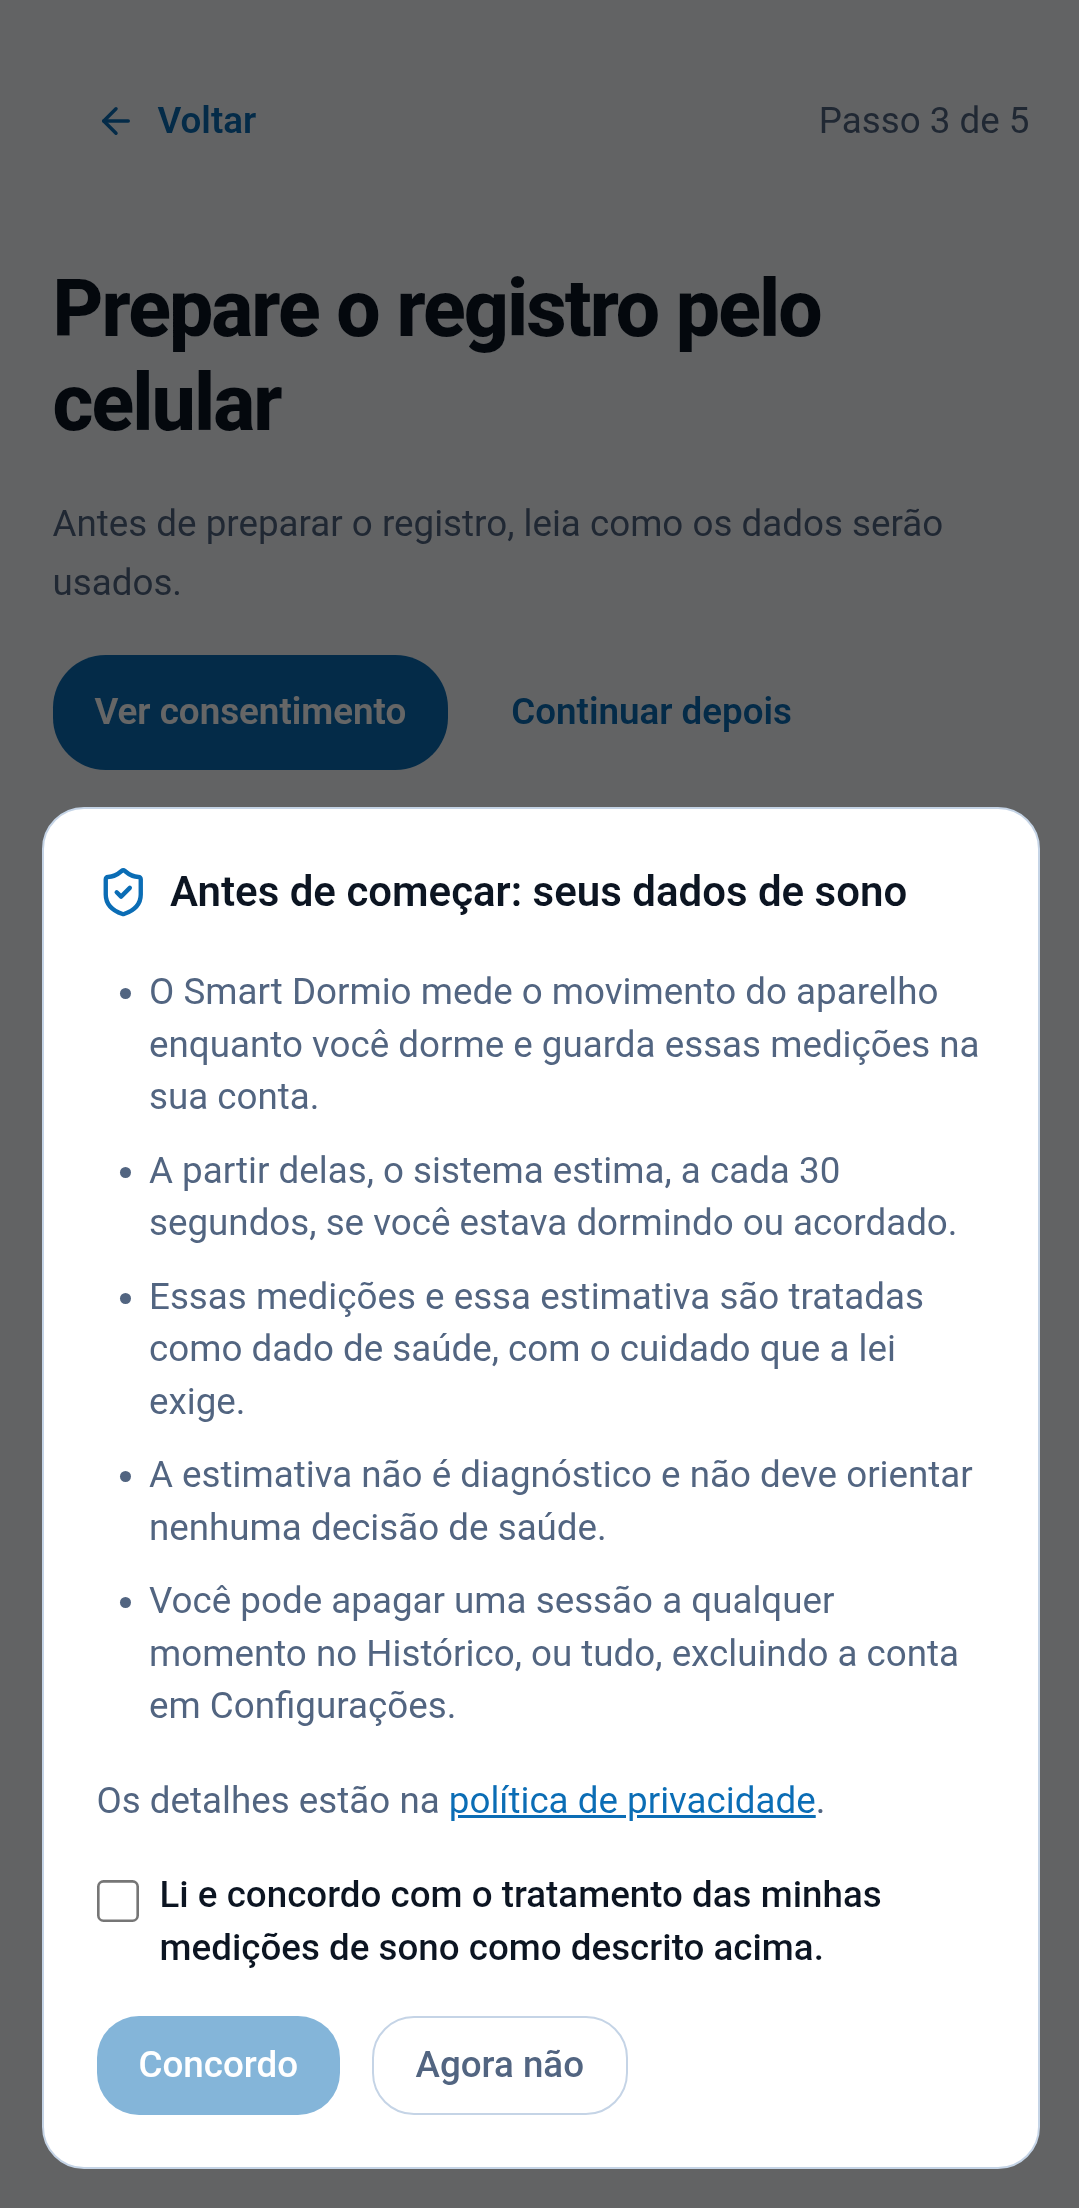 Voltar
Passo 3 de 5
Prepare o registro pelo
celular
Antes de preparar o registro, leia como os dados serão
usados.
Ver consentimento
Continuar depois
Antes de começar: seus dados de sono
• O Smart Dormio mede o movimento do aparelho
enquanto você dorme e guarda essas medições na
sua conta.
• A partir delas, o sistema estima, a cada 30
segundos, se você estava dormindo ou acordado.
• Essas medições e essa estimativa são tratadas
como dado de saúde, com o cuidado que a lei
exige.
• A estimativa não é diagnóstico e não deve orientar
nenhuma decisão de saúde.
• Você pode apagar uma sessão a qualquer
momento no Histórico, ou tudo, excluindo a conta
em Configurações.
Os detalhes estão na política de privacidade.
Li e concordo com o tratamento das minhas
medições de sono como descrito acima.
Concordo
Agora não